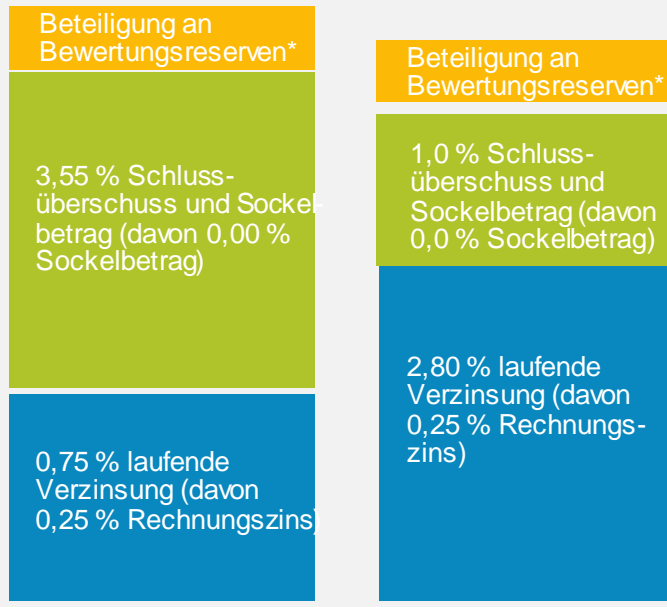 Beteiligung an
Bewertungsreserven*
3,55 % Schluss-
überschuss und Sockel-
betrag (davon 0,00 %
Sockelbetrag)
0,75 % laufende
Verzinsung (davon
0,25 % Rechnungszins)
Beteiligung an
Bewertungsreserven*
1,0 % Schluss-
überschuss und
Sockelbetrag (davon
0,0 % Sockelbetrag)
2,80 % laufende
Verzinsung (davon
0,25 % Rechnungs-
zins)